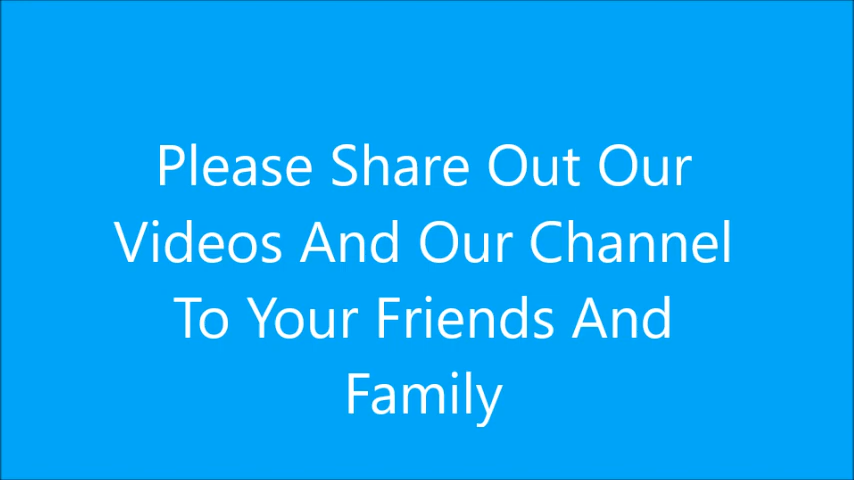 Please Share Out Our
Videos And Our Channel
To Your Friends And
Family